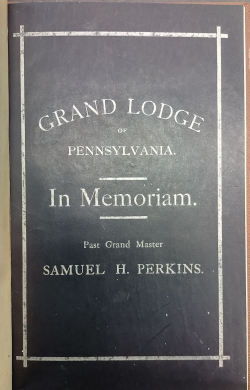 GRAND LODGE
OF
PENNSYLVANIA.
In Memoriam.
Past Grand Master
SAMUEL H. PERKINS.